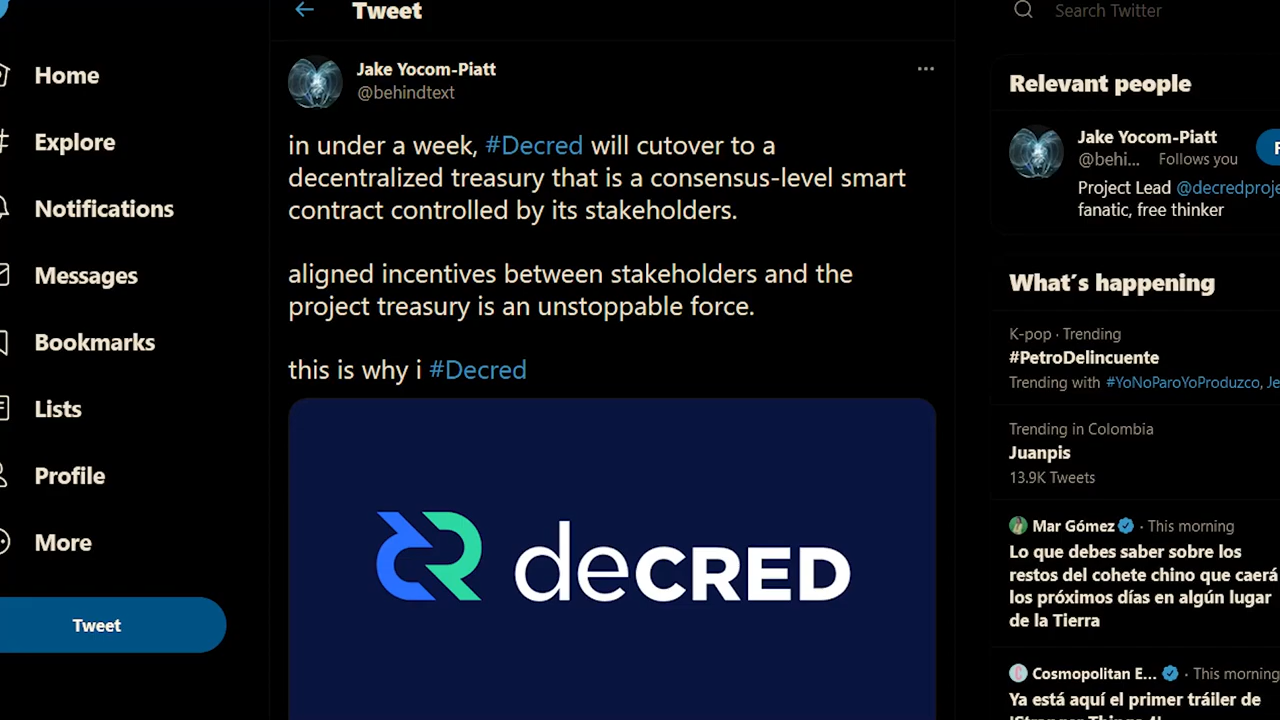 Home
Explore
Notifications
Messages
Bookmarks
Lists
Profile
More
Tweet
Tweet
Jake Yocom-Piatt
@behindtext
in under a week, #Decred will cutover to a
decentralized treasury that is a consensus-level smart
contract controlled by its stakeholders.
aligned incentives between stakeholders and the
project treasury is an unstoppable force.
this is why i #Decred
decRED
Search Twitter
Relevant people
Jake Yocom-Piatt
@behi... Follows you
Project Lead @decredproje
fanatic, free thinker
What´s happening
K-pop · Trending
#PetroDelincuente
Trending with #YoNoParoYoProduzco, Je
Trending in Colombia
Juanpis
13.9K Tweets
Mar Gómez · This morning
Lo que debes saber sobre los
restos del cohete chino que caerá
los próximos días en algún lugar
de la Tierra
Cosmopolitan E... · This morning
Ya está aquí el primer tráiler de